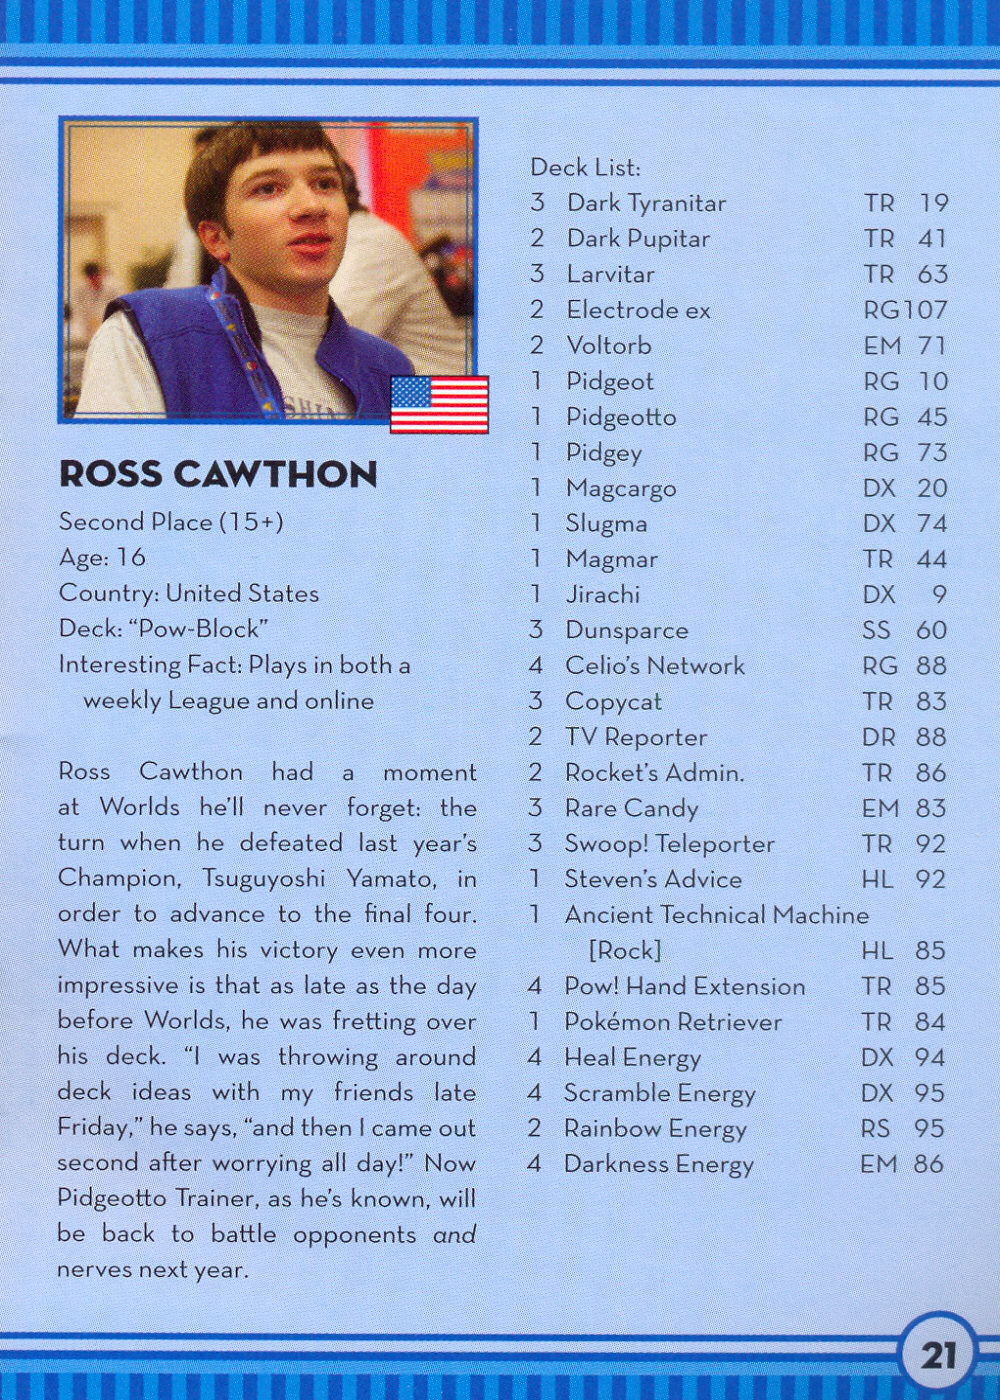 SHIN
ROSS CAWTHON
Second Place (15+)
Age: 16
Country: United States
Deck: “Pow-Block”
Interesting Fact: Plays in both a
weekly League and online
Ross Cawthon had a moment
at Worlds he’ll never forget: the
turn when he defeated last year’s
Champion, Tsuguyoshi Yamato, in
order to advance to the final four.
What makes his victory even more
impressive is that as late as the day
before Worlds, he was fretting over
his deck. “I was throwing around
deck ideas with my friends late
Friday,” he says, “and then I came out
second after worrying all day!” Now
Pidgeotto Trainer, as he’s known, will
be back to battle opponents and
nerves next year.
Deck List:
3 Dark Tyranitar TR 19
2 Dark Pupitar TR 41
3 Larvitar TR 63
2 Electrode ex RG107
2 Voltorb EM 71
1 Pidgeot RG 10
1 Pidgeotto RG 45
1 Pidgey RG 73
1 Magcargo DX 20
1 Slugma DX 74
1 Magmar TR 44
1 Jirachi DX 9
3 Dunsparce SS 60
4 Celio’s Network RG 88
3 Copycat TR 83
2 TV Reporter DR 88
2 Rocket’s Admin. TR 86
3 Rare Candy EM 83
3 Swoop! Teleporter TR 92
1 Steven’s Advice HL 92
1 Ancient Technical Machine
[Rock] HL 85
4 Pow! Hand Extension TR 85
1 Pokémon Retriever TR 84
4 Heal Energy DX 94
4 Scramble Energy DX 95
2 Rainbow Energy RS 95
4 Darkness Energy EM 86
21